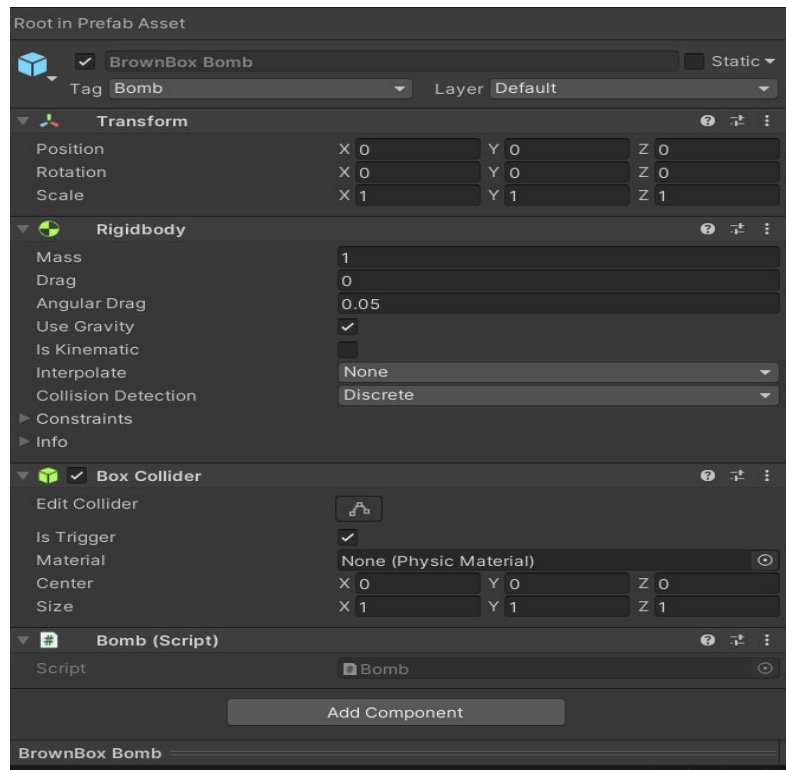 Root in Prefab Asset
BrownBox Bomb Static
Tag Bomb Layer Default
Transform
Position X 0 Y 0 Z 0
Rotation X 0 Y 0 Z 0
Scale X 1 Y 1 Z 1
Rigidbody
Mass 1
Drag 0
Angular Drag 0.05
Use Gravity
Is Kinematic
Interpolate None
Collision Detection Discrete
Constraints
Info
Box Collider
Edit Collider
Is Trigger
Material None (Physic Material)
Center X 0 Y 0 Z 0
Size X 1 Y 1 Z 1
# Bomb (Script)
Script Bomb
Add Component
BrownBox Bomb